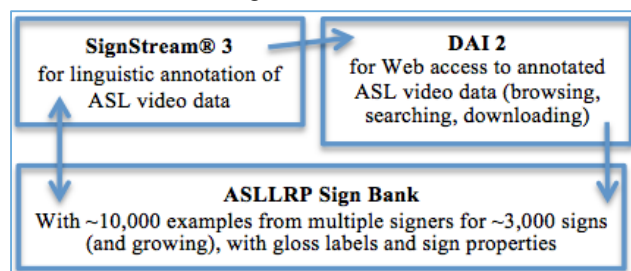 SignStream® 3
for linguistic annotation of
ASL video data
DAI 2
for Web access to annotated
ASL video data (browsing,
searching, downloading)
ASLLRP Sign Bank
With ~10,000 examples from multiple signers for ~3,000 signs
(and growing), with gloss labels and sign properties